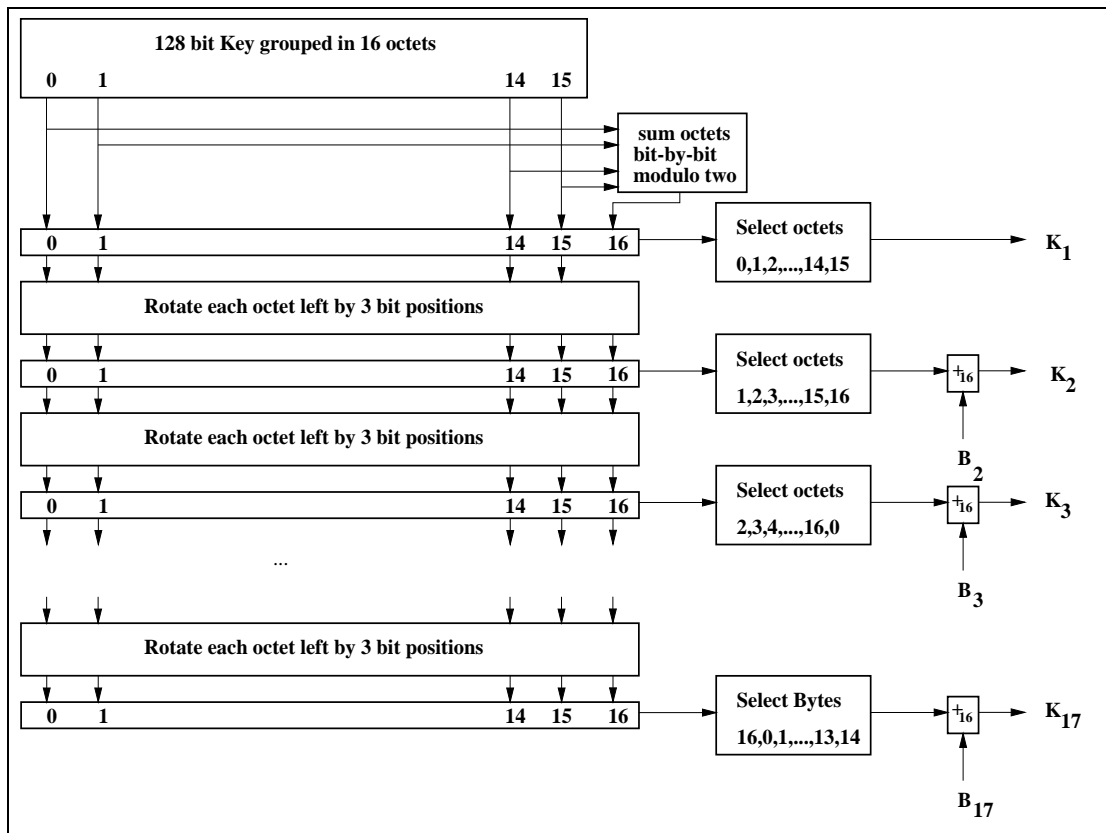 128 bit Key grouped in 16 octets
0 1 14 15
sum octets
bit-by-bit
modulo two
0 1 14 15 16
Select octets
0,1,2,...,14,15
K1
Rotate each octet left by 3 bit positions
0 1 14 15 16
Select octets
1,2,3,...,15,16
+16
K2
B2
Rotate each octet left by 3 bit positions
0 1 14 15 16
Select octets
2,3,4,...,16,0
+16
K3
B3
...
Rotate each octet left by 3 bit positions
0 1 14 15 16
Select Bytes
16,0,1,...,13,14
+16
K17
B17